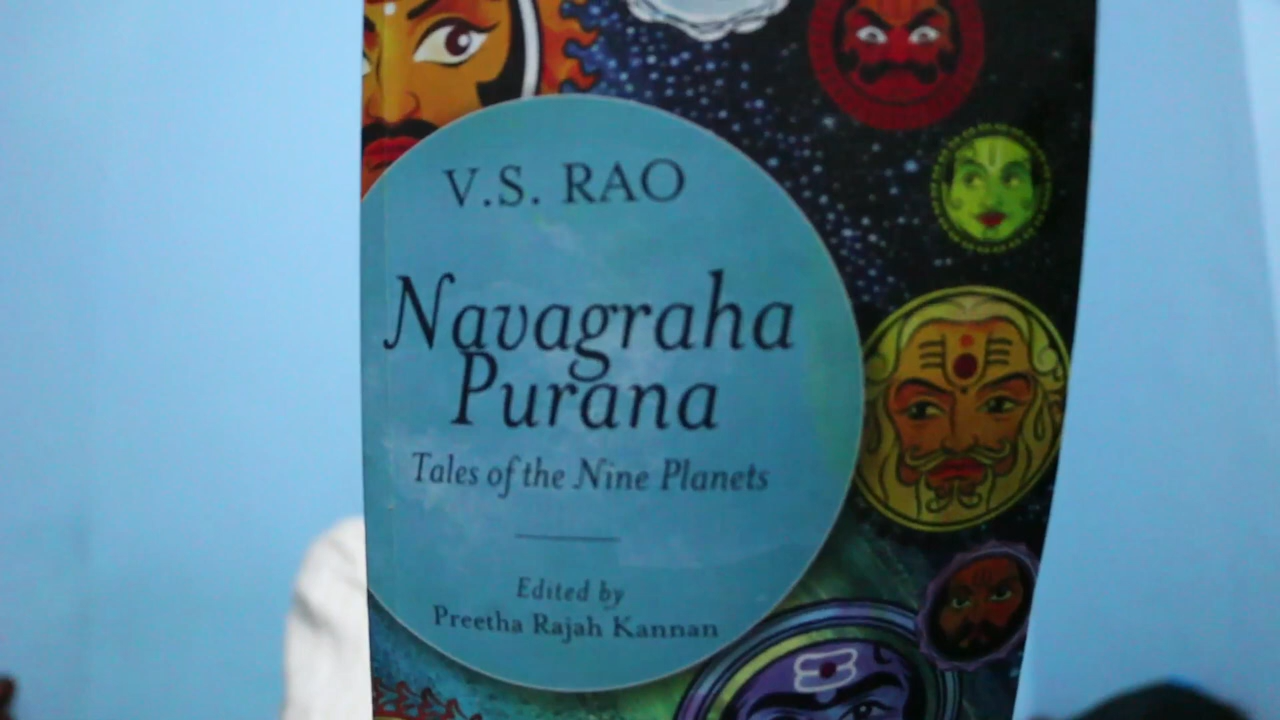 V.S. RAO
Navagraha
Purana
Tales of the Nine Planets
Edited by
Preetha Rajah Kannan